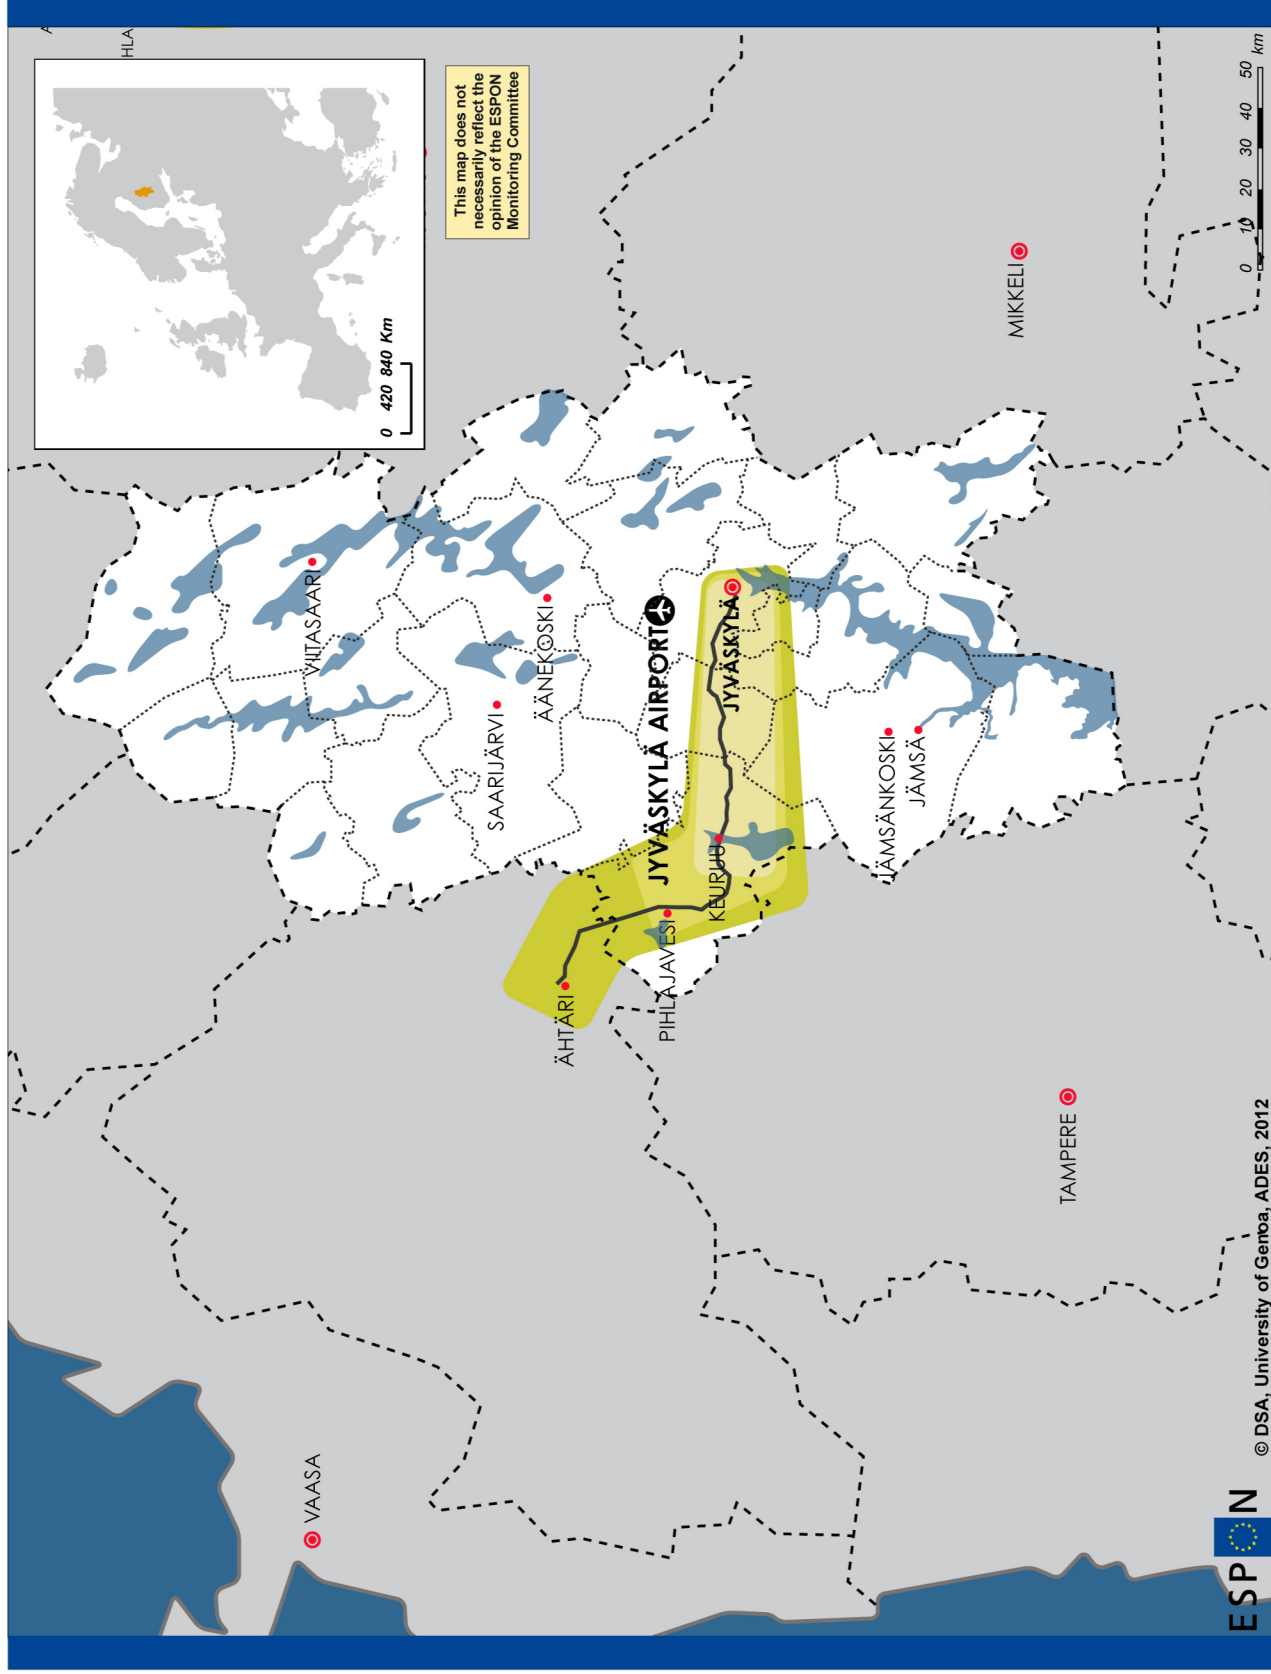 A
HLA
This map does not
necessarily reflect the
opinion of the ESPON
Monitoring Committee
0 420 840 Km
VIITASAARI
SAARIJÄRVI
ÄÄNEKOSKI
JYVÄSKYLÄ AIRPORT
JYVÄSKYLÄ
ÄHTÄRI
PIHLAJAVESI
KEURUU
JÄMSÄNKOSKI
JÄMSÄ
MIKKELI
VAASA
TAMPERE
0 10 20 30 40 50 km
ESPON
© DSA, University of Genoa, ADES, 2012